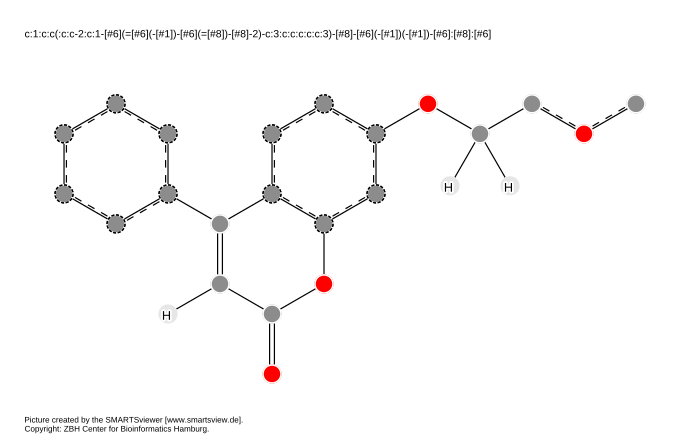 c:1:c:c(:c:c-2:c:1-[#6](=[#6](-[#1])-[#6](=[#8])-[#8]-2)-c:3:c:c:c:c:c:3)-[#8]-[#6](-[#1])(-[#1])-[#6]:[#8]:[#6]
H H
H
Picture created by the SMARTSviewer [www.smartsview.de].
Copyright: ZBH Center for Bioinformatics Hamburg.